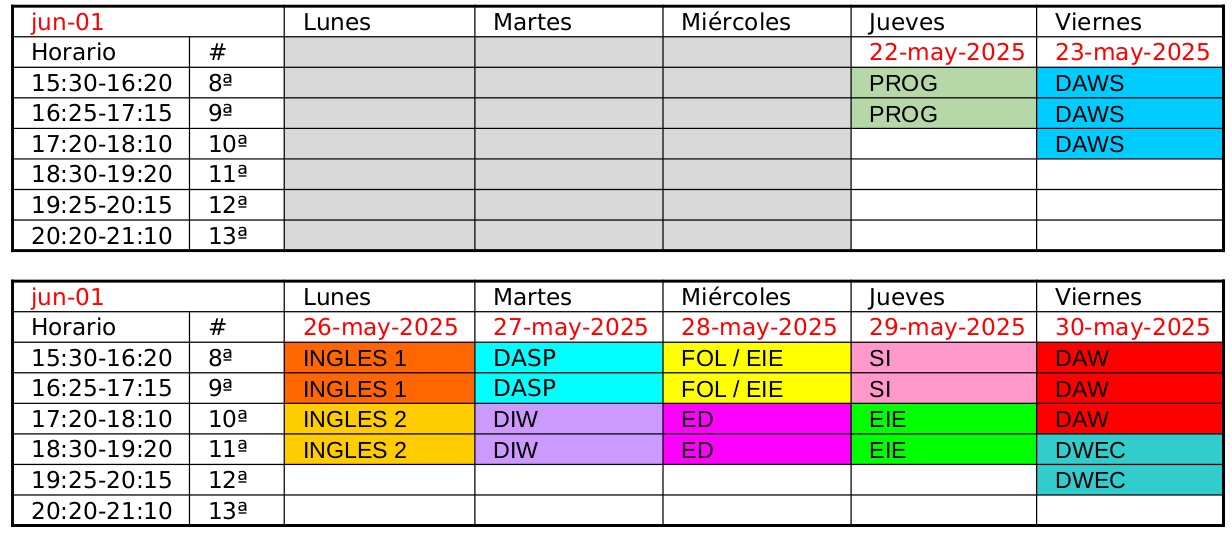 jun-01 Lunes Martes Miércoles Jueves Viernes
Horario # 22-may-2025 23-may-2025
15:30-16:20 8ª PROG DAWS
16:25-17:15 9ª PROG DAWS
17:20-18:10 10ª DAWS
18:30-19:20 11ª
19:25-20:15 12ª
20:20-21:10 13ª
jun-01 Lunes Martes Miércoles Jueves Viernes
Horario # 26-may-2025 27-may-2025 28-may-2025 29-may-2025 30-may-2025
15:30-16:20 8ª INGLES 1 DASP FOL / EIE SI DAW
16:25-17:15 9ª INGLES 1 DASP FOL / EIE SI DAW
17:20-18:10 10ª INGLES 2 DIW ED EIE DAW
18:30-19:20 11ª INGLES 2 DIW ED EIE DWEC
19:25-20:15 12ª DWEC
20:20-21:10 13ª